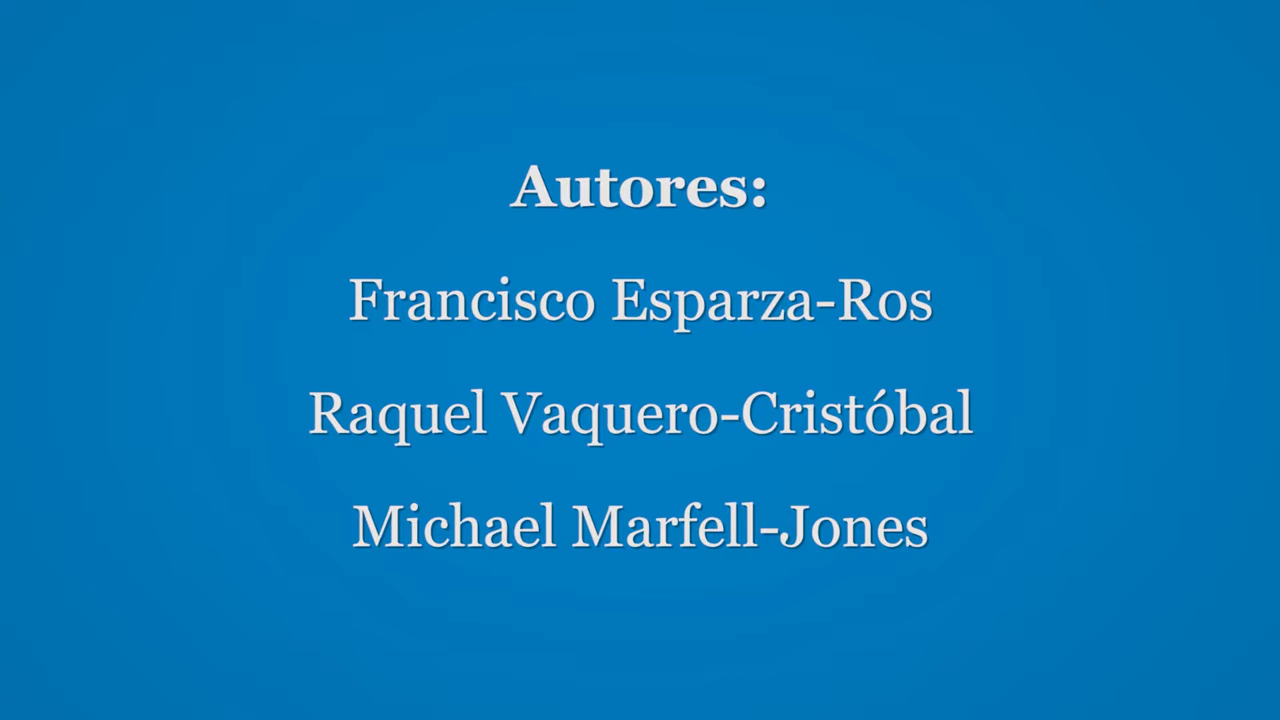 Autores:
Francisco Esparza-Ros
Raquel Vaquero-Cristóbal
Michael Marfell-Jones